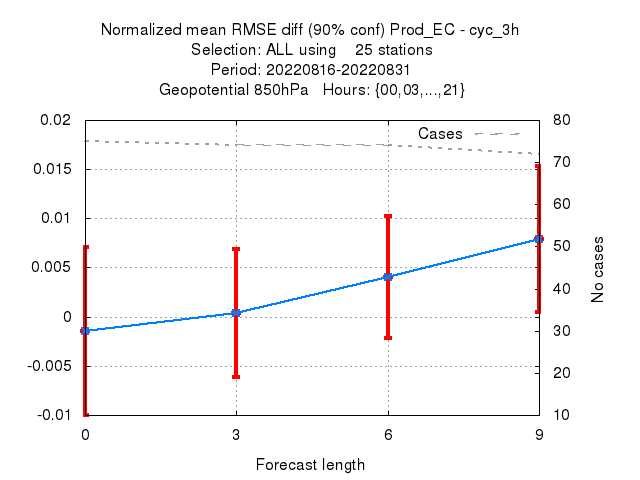 Normalized mean RMSE diff (90% conf) Prod_EC - cyc_3h
Selection: ALL using    25 stations
Period: 20220816-20220831
Geopotential 850hPa   Hours: {00,03,...,21}
Cases
0.02
0.015
0.01
0.005
0
-0.005
-0.01
80
70
60
50
40
30
20
10
No cases
0
3
6
9
Forecast length